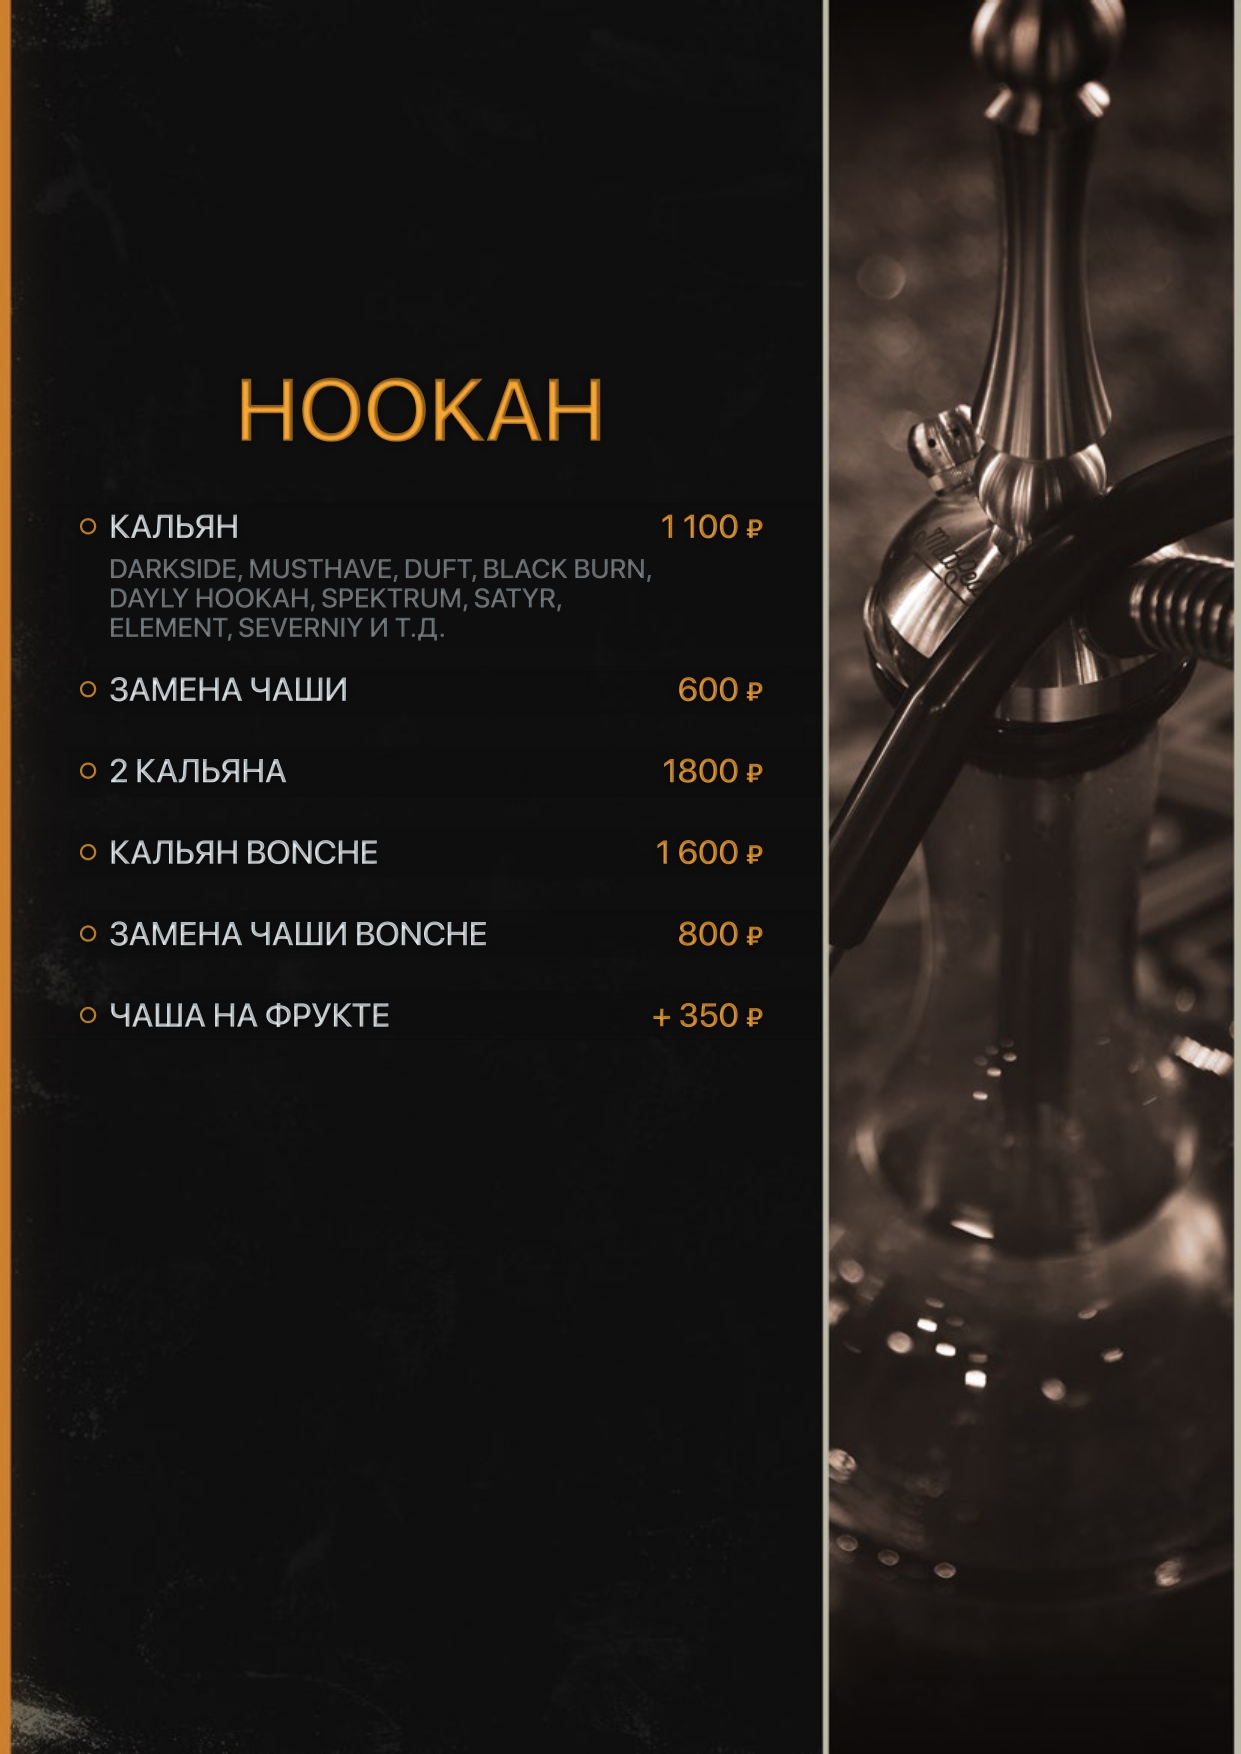 HOOKAH
КАЛЬЯН 1 100 ₽
DARKSIDE, MUSTHAVE, DUFT, BLACK BURN,
DAYLY HOOKAH, SPEKTRUM, SATYR,
ELEMENT, SEVERNIY И Т.Д.
ЗАМЕНА ЧАШИ 600 ₽
2 КАЛЬЯНА 1800 ₽
КАЛЬЯН BONCHE 1 600 ₽
ЗАМЕНА ЧАШИ BONCHE 800 ₽
ЧАША НА ФРУКТЕ + 350 ₽